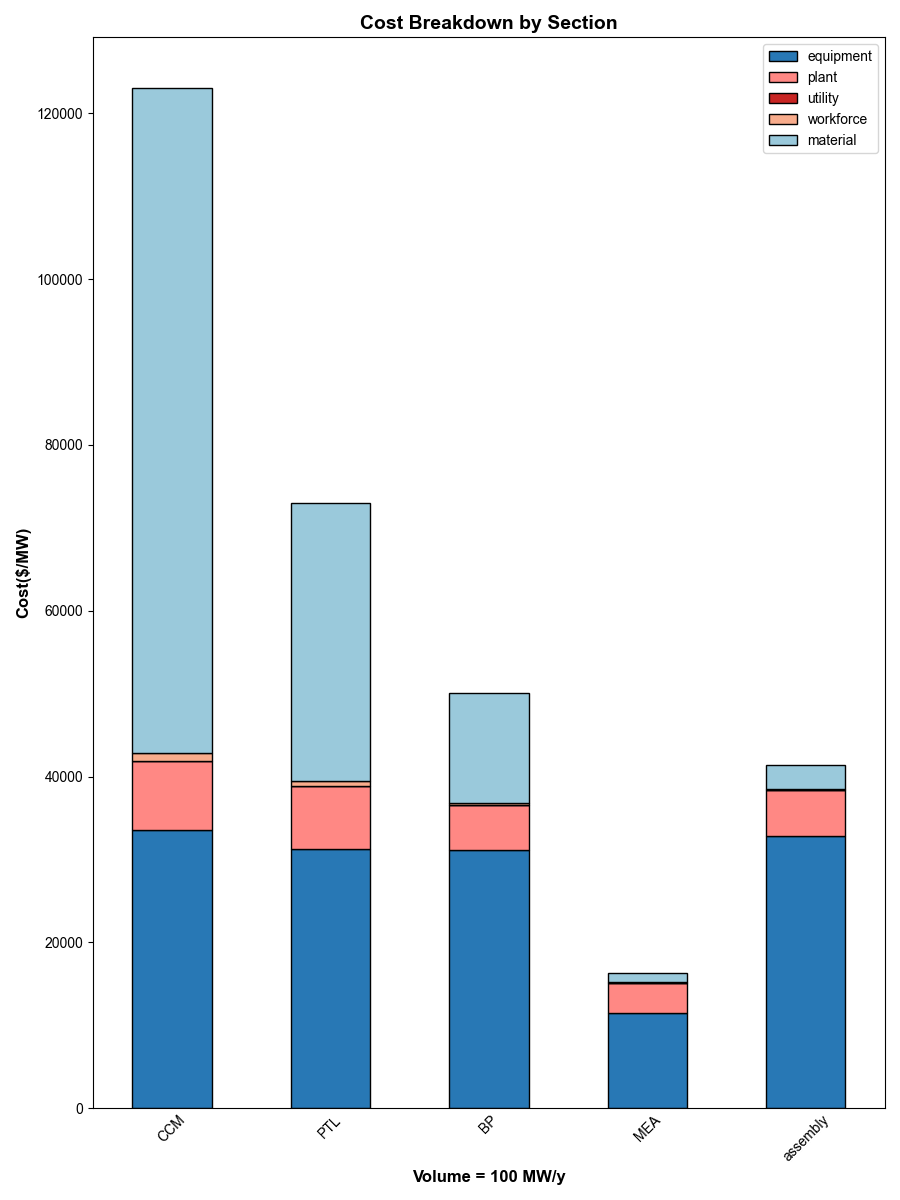 Cost Breakdown by Section
equipment
plant
utility
workforce
material
120000
100000
80000
60000
40000
20000
0
Cost($/MW)
CCM
PTL
BP
MEA
assembly
Volume = 100 MW/y